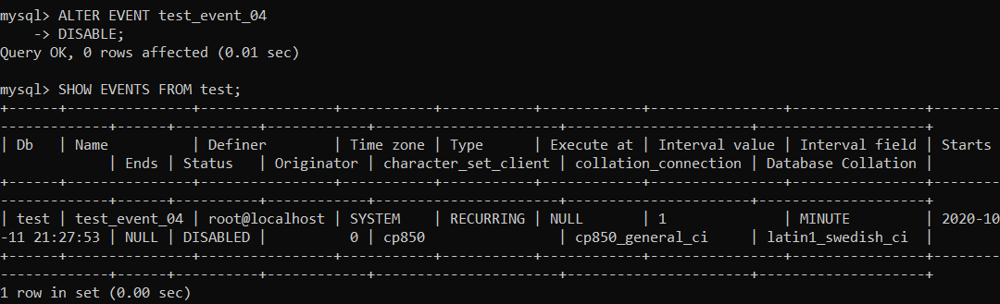 mysql> ALTER EVENT test_event_04
    -> DISABLE;
Query OK, 0 rows affected (0.01 sec)
mysql> SHOW EVENTS FROM test;
+------+---------------+----------------+-----------+-----------+------------+----------------+----------------+--------
-------------+------+----------+------------+----------------------+----------------------+--------------------+
| Db   | Name          | Definer        | Time zone | Type      | Execute at | Interval value | Interval field | Starts
             | Ends | Status   | Originator | character_set_client | collation_connection | Database Collation |
+------+---------------+----------------+-----------+-----------+------------+----------------+----------------+--------
-------------+------+----------+------------+----------------------+----------------------+--------------------+
| test | test_event_04 | root@localhost | SYSTEM    | RECURRING | NULL       | 1              | MINUTE         | 2020-10
-11 21:27:53 | NULL | DISABLED |          0 | cp850                | cp850_general_ci     | latin1_swedish_ci  |
+------+---------------+----------------+-----------+-----------+------------+----------------+----------------+--------
-------------+------+----------+------------+----------------------+----------------------+--------------------+
1 row in set (0.00 sec)